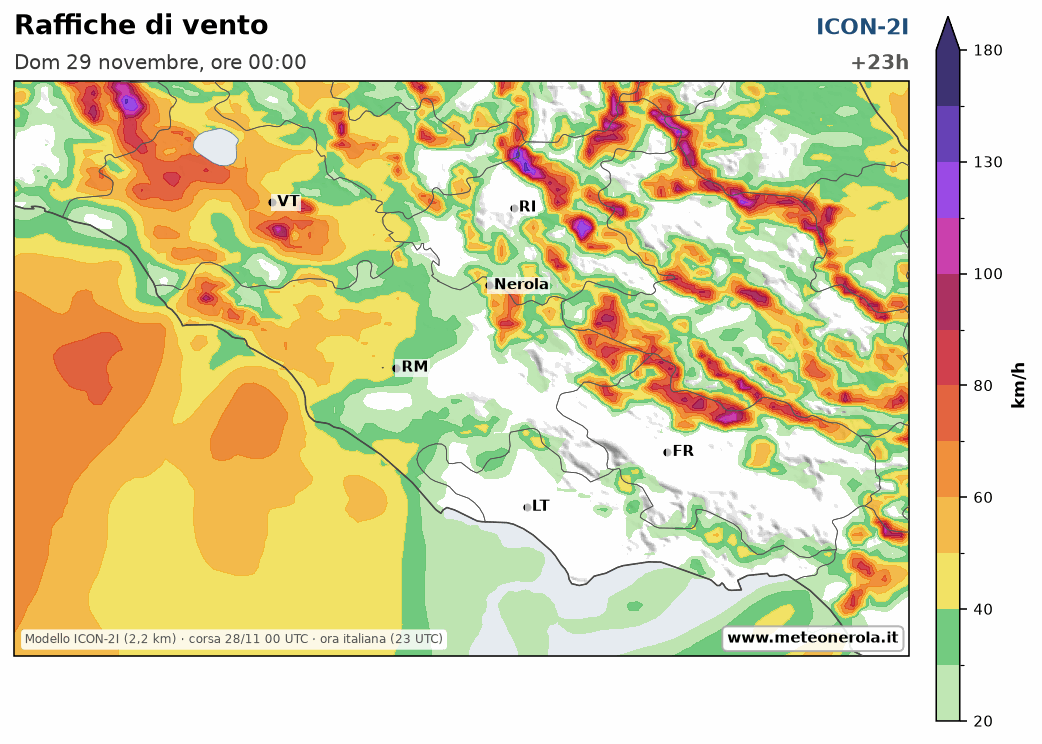 Raffiche di vento
ICON-2I
Dom 29 novembre, ore 00:00
+23h
180
130
100
80
60
40
20
km/h
VT
RI
Nerola
RM
FR
LT
Modello ICON-2I (2,2 km) · corsa 28/11 00 UTC · ora italiana (23 UTC)
www.meteonerola.it